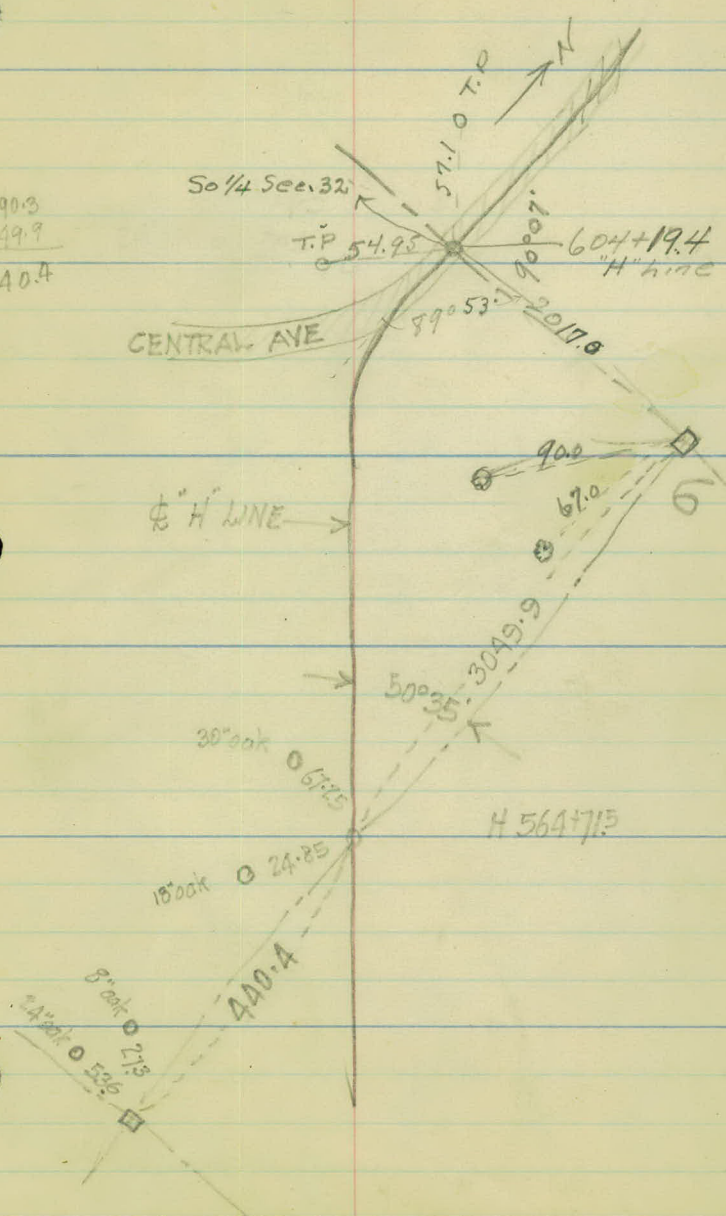 N
57.1 T.P
So 1/4 Sec. 32
90.3
49.9
40.4
T.P 54.95
90°07'
604+19.4
"H" Line
89°53'
2017.0
CENTRAL AVE
90.0
67.0
6
℄ "H" LINE
3049.9
50°35'
30" oak
67.25
H 564+71.5
18" oak 24.85
440.4
8" oak 27.3
24" oak 53.6